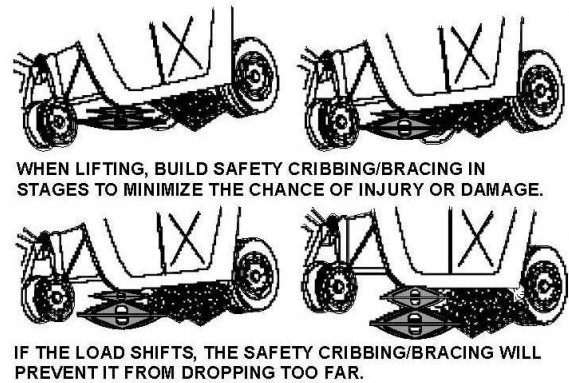 WHEN LIFTING, BUILD SAFETY CRIBBING/BRACING IN
STAGES TO MINIMIZE THE CHANCE OF INJURY OR DAMAGE.
IF THE LOAD SHIFTS, THE SAFETY CRIBBING/BRACING WILL
PREVENT IT FROM DROPPING TOO FAR.